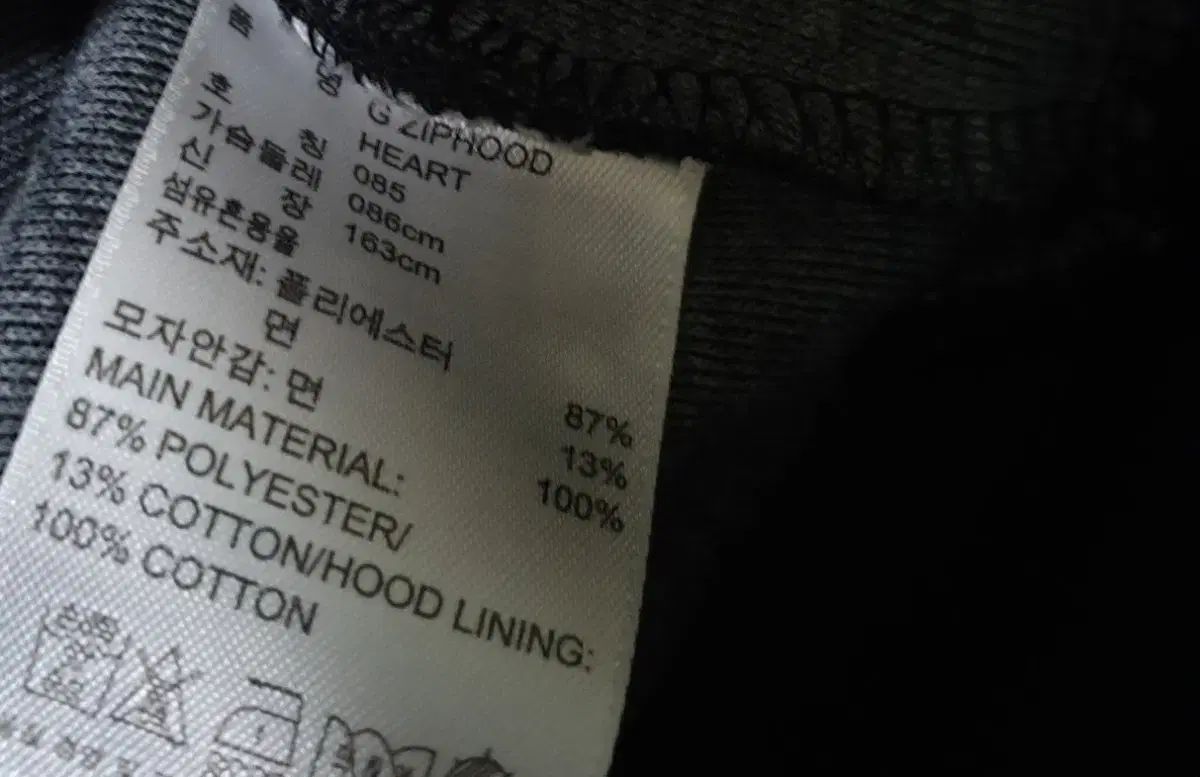 G ZIPHOOD
HEART
호 칭 085
가슴둘레 086cm
신 장 163cm
섬유혼용율
주소재: 폴리에스터 87%
면 13%
모자안감: 면 100%
MAIN MATERIAL:
87% POLYESTER/
13% COTTON/HOOD LINING:
100% COTTON